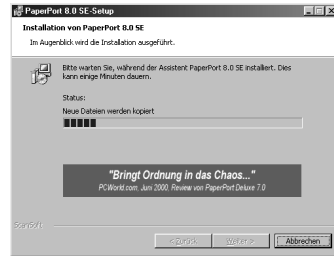 PaperPort 8.0 SE-Setup
Installation von PaperPort 8.0 SE
Im Augenblick wird die Installation ausgeführt.
Bitte warten Sie, während der Assistent PaperPort 8.0 SE installiert. Dies
kann einige Minuten dauern.
Status:
Neue Dateien werden kopiert
"Bringt Ordnung in das Chaos..."
PCWorld.com. Juni 2000, Review von PaperPort Deluxe 7.0
ScanSoft
< Zurück
Weiter >
Abbrechen